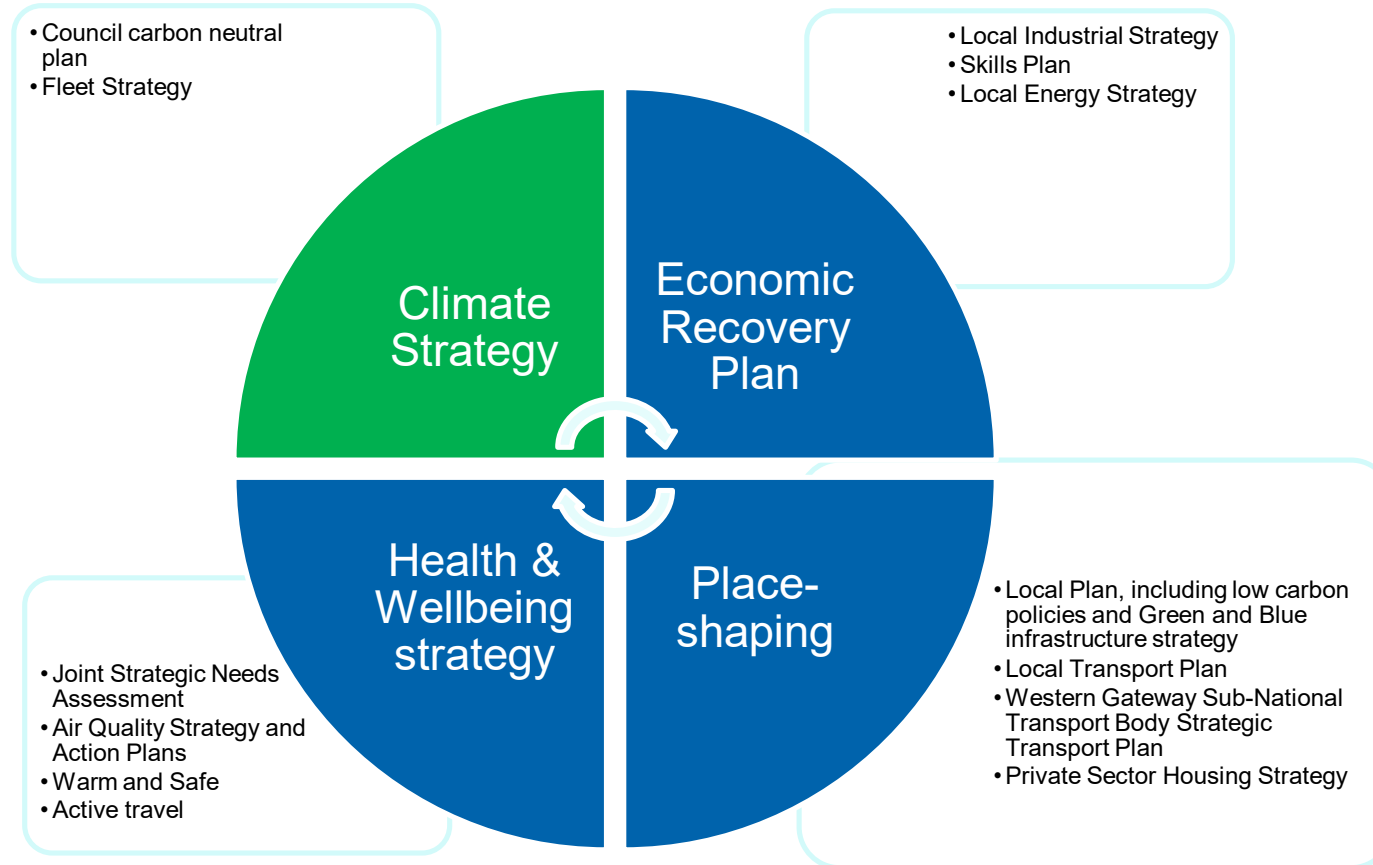 • Council carbon neutral
plan
• Fleet Strategy
• Local Industrial Strategy
• Skills Plan
• Local Energy Strategy
Climate
Strategy
Economic
Recovery
Plan
Health &
Wellbeing
strategy
Place-
shaping
• Joint Strategic Needs
Assessment
• Air Quality Strategy and
Action Plans
• Warm and Safe
• Active travel
• Local Plan, including low carbon
policies and Green and Blue
infrastructure strategy
• Local Transport Plan
• Western Gateway Sub-National
Transport Body Strategic
Transport Plan
• Private Sector Housing Strategy